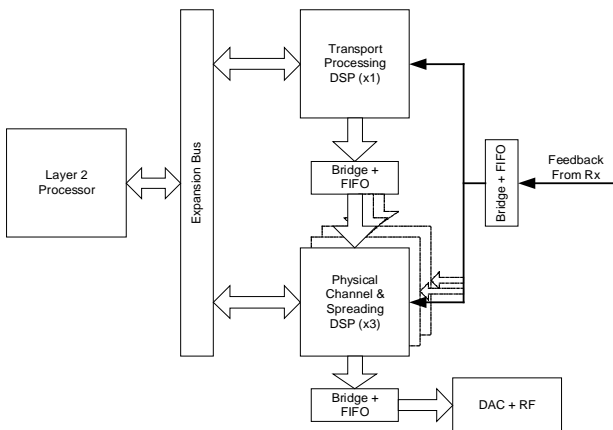 Transport
Processing
DSP (x1)
Layer 2
Processor
Expansion Bus
Bridge +
FIFO
Bridge + FIFO
Feedback
From Rx
Physical
Channel &
Spreading
DSP (x3)
Bridge +
FIFO
DAC + RF